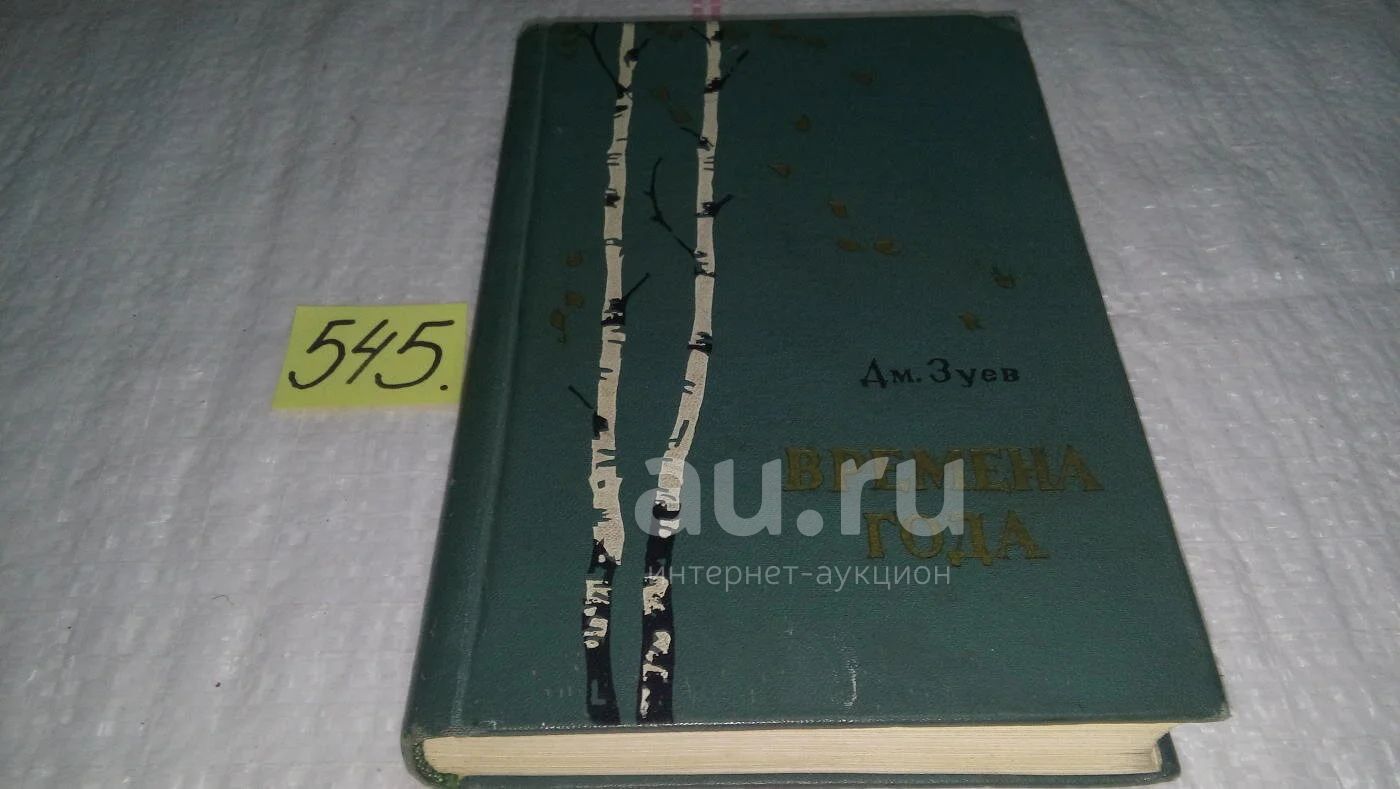 545.
Дм. Зуев
ВРЕМЕНА
ГОДА
au.ru
интернет-аукцион